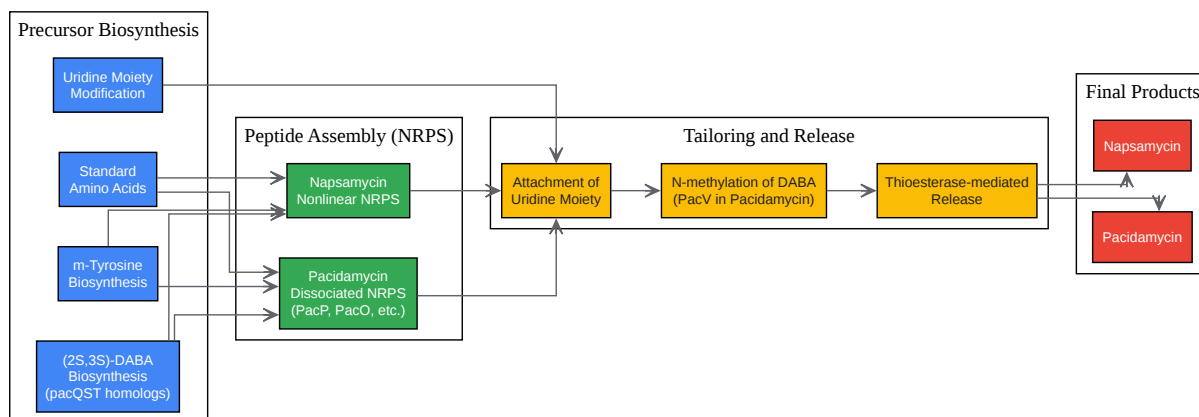 Precursor Biosynthesis
Uridine Moiety
Modification
Standard
Amino Acids
m-Tyrosine
Biosynthesis
(2S,3S)-DABA
Biosynthesis
(pacQST homologs)
Peptide Assembly (NRPS)
Napsamycin
Nonlinear NRPS
Pacidamycin
Dissociated NRPS
(PacP, PacO, etc.)
Tailoring and Release
Attachment of
Uridine Moiety
N-methylation of DABA
(PacV in Pacidamycin)
Thioesterase-mediated
Release
Final Products
Napsamycin
Pacidamycin